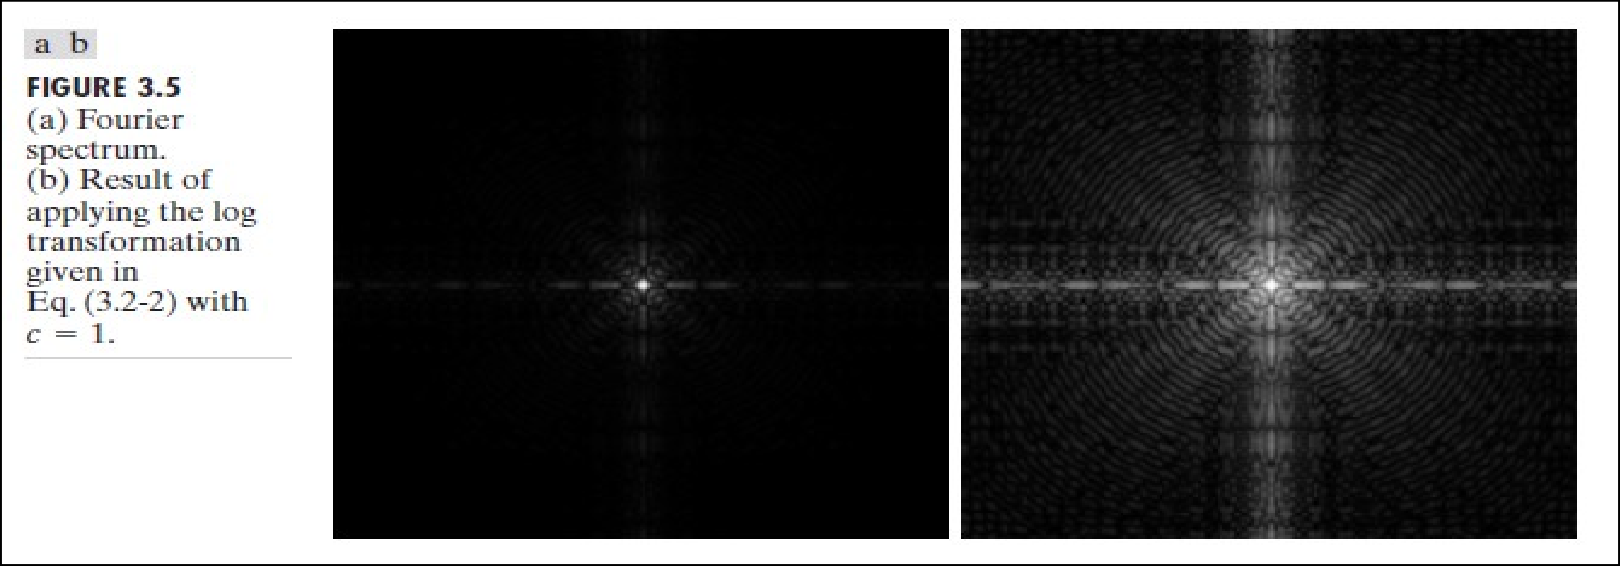 a b
FIGURE 3.5
(a) Fourier
spectrum.
(b) Result of
applying the log
transformation
given in
Eq. (3.2-2) with
c = 1.